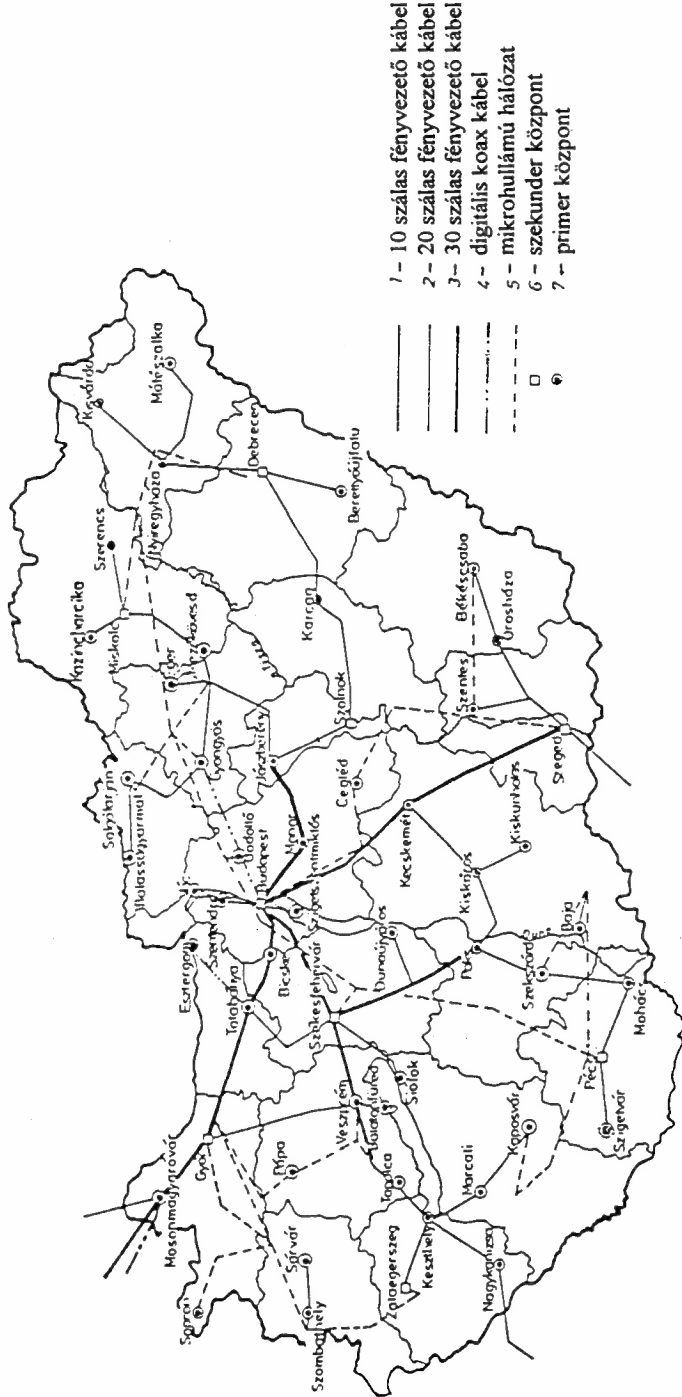 Mosonmagyaróvár
Sopron
Győr
Sárvár
Szombathely
Pápa
Zalaegerszeg
Keszthely
Nagykanizsa
Tapolca
Veszprém
Balatonfüred
Siófok
Marcali
Kaposvár
Szigetvár
Pécs
Mohács
Szekszárd
Baja
Paks
Dunaújváros
Székesfehérvár
Bicske
Tatabánya
Esztergom
Szentendre
Budapest
Gödöllő
Monor
Balassagyarmat
Salgótarján
Gyöngyös
Jászberény
Eger
Mezőkövesd
Miskolc
Kazincbarcika
Szerencs
Nyíregyháza
Kisvárda
Mátészalka
Debrecen
Berettyóújfalu
Karcag
Szolnok
Cegléd
Kecskemét
Kiskőrös
Kiskunhalas
Szentes
Szeged
Orosháza
Békéscsaba
1 – 10 szálas fényvezető kábel
2 – 20 szálas fényvezető kábel
3 – 30 szálas fényvezető kábel
4 – digitális koax kábel
5 – mikrohullámú hálózat
6 – szekunder központ
7 – primer központ